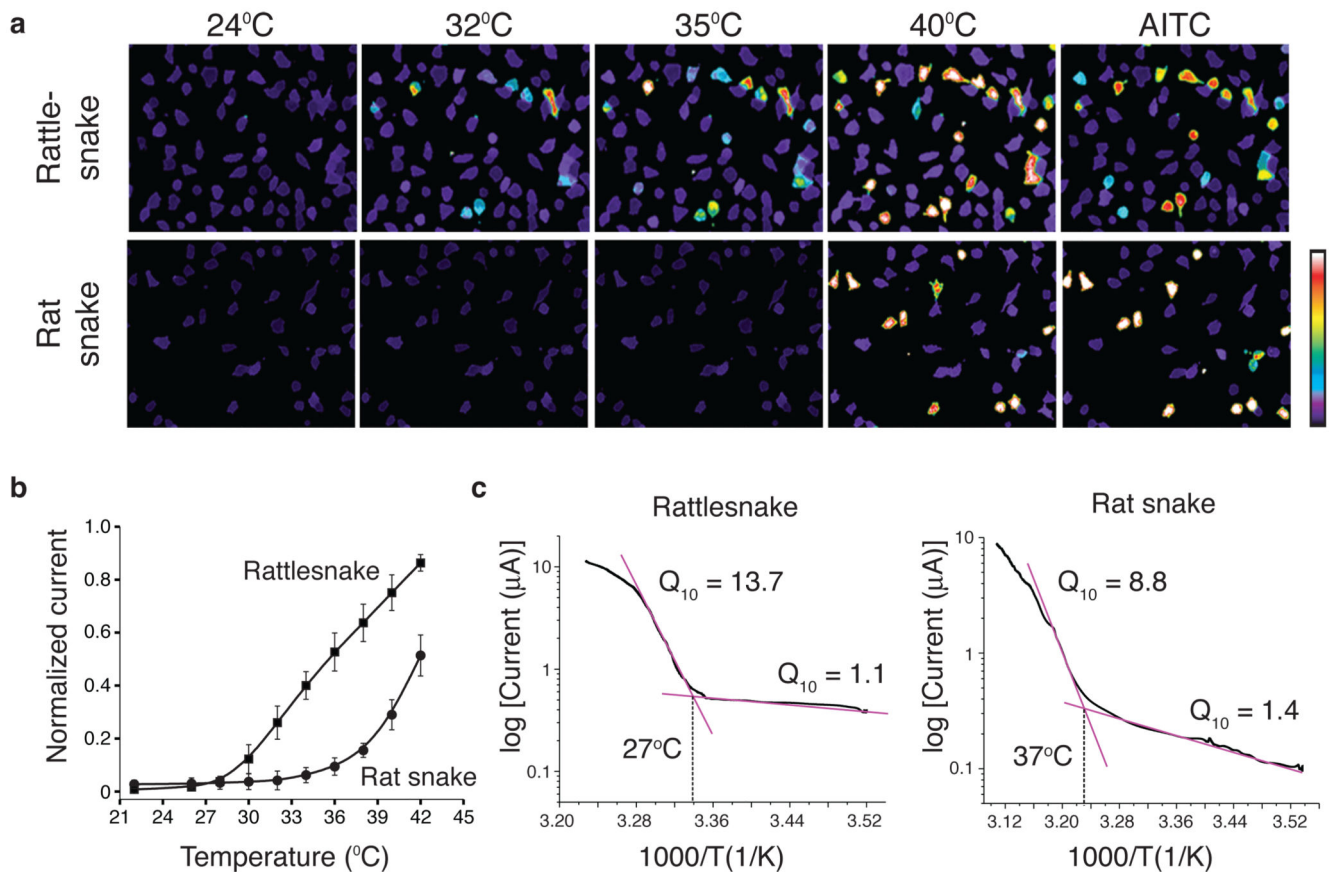 a
24⁰C 32⁰C 35⁰C 40⁰C AITC
Rattle-
snake
Rat
snake
b
Normalized current
1.0
0.8
0.6
0.4
0.2
0
Rattlesnake
Rat snake
21 24 27 30 33 36 39 42 45
Temperature (⁰C)
c
Rattlesnake
log [Current (μA)]
10
1
0.1
Q₁₀ = 13.7
Q₁₀ = 1.1
27⁰C
3.20 3.28 3.36 3.44 3.52
1000/T(1/K)
Rat snake
log [Current (μA)]
10
1
0.1
Q₁₀ = 8.8
Q₁₀ = 1.4
37⁰C
3.12 3.20 3.28 3.36 3.44 3.52
1000/T(1/K)